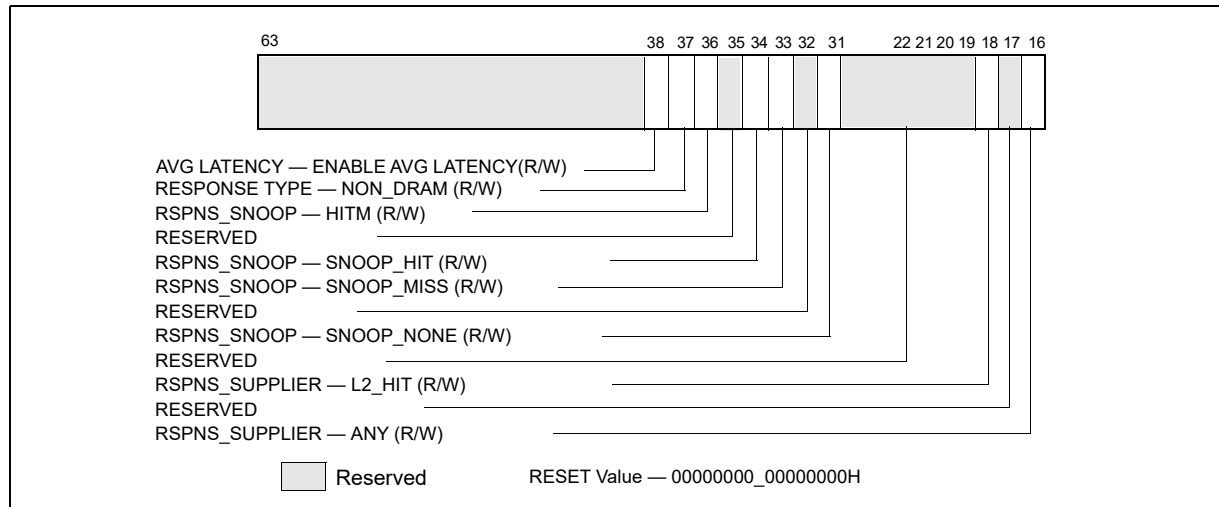 63 38 37 36 35 34 33 32 31 22 21 20 19 18 17 16
AVG LATENCY — ENABLE AVG LATENCY(R/W)
RESPONSE TYPE — NON_DRAM (R/W)
RSPNS_SNOOP — HITM (R/W)
RESERVED
RSPNS_SNOOP — SNOOP_HIT (R/W)
RSPNS_SNOOP — SNOOP_MISS (R/W)
RESERVED
RSPNS_SNOOP — SNOOP_NONE (R/W)
RESERVED
RSPNS_SUPPLIER — L2_HIT (R/W)
RESERVED
RSPNS_SUPPLIER — ANY (R/W)
Reserved RESET Value — 00000000_00000000H